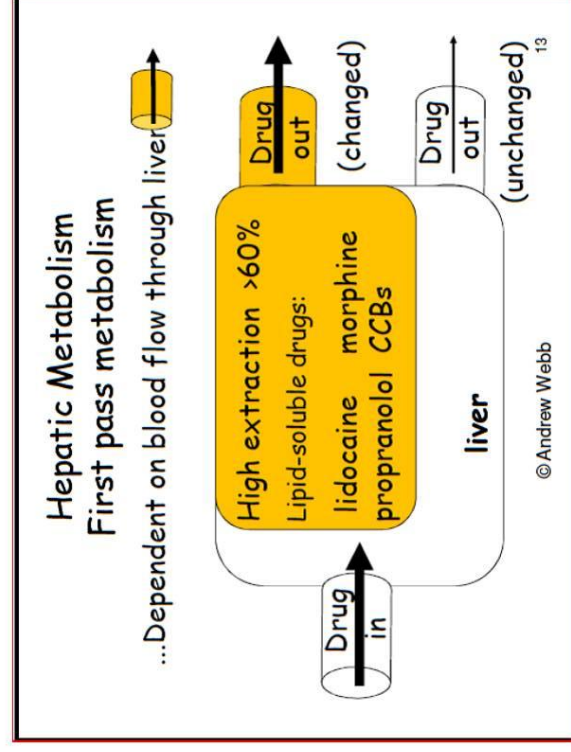 Hepatic Metabolism
First pass metabolism
...Dependent on blood flow through liver
High extraction >60%
Lipid-soluble drugs:
lidocaine morphine
propranolol CCBs
liver
Drug
in
Drug
out
(changed)
Drug
out
(unchanged)
© Andrew Webb
13